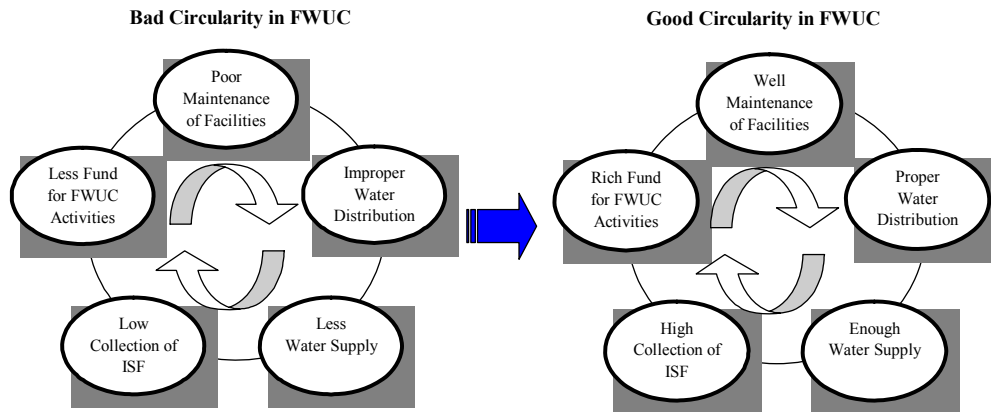 Bad Circularity in FWUC
Poor
Maintenance
of Facilities
Improper
Water
Distribution
Less
Water Supply
Low
Collection of
ISF
Less Fund
for FWUC
Activities
Good Circularity in FWUC
Well
Maintenance
of Facilities
Proper
Water
Distribution
Enough
Water Supply
High
Collection of
ISF
Rich Fund
for FWUC
Activities